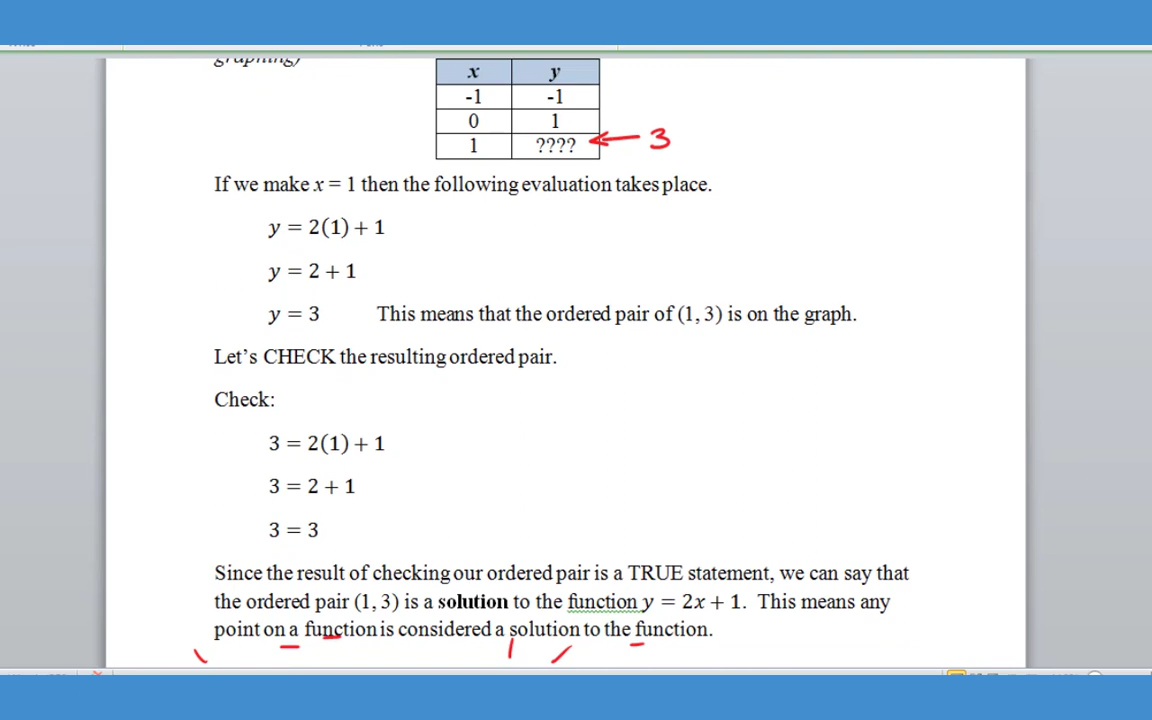 graphing)
x y
-1 -1
0 1
1 ???? 3
If we make x = 1 then the following evaluation takes place.
y = 2(1) + 1
y = 2 + 1
y = 3 This means that the ordered pair of (1, 3) is on the graph.
Let's CHECK the resulting ordered pair.
Check:
3 = 2(1) + 1
3 = 2 + 1
3 = 3
Since the result of checking our ordered pair is a TRUE statement, we can say that
the ordered pair (1, 3) is a solution to the function y = 2x + 1. This means any
point on a function is considered a solution to the function.